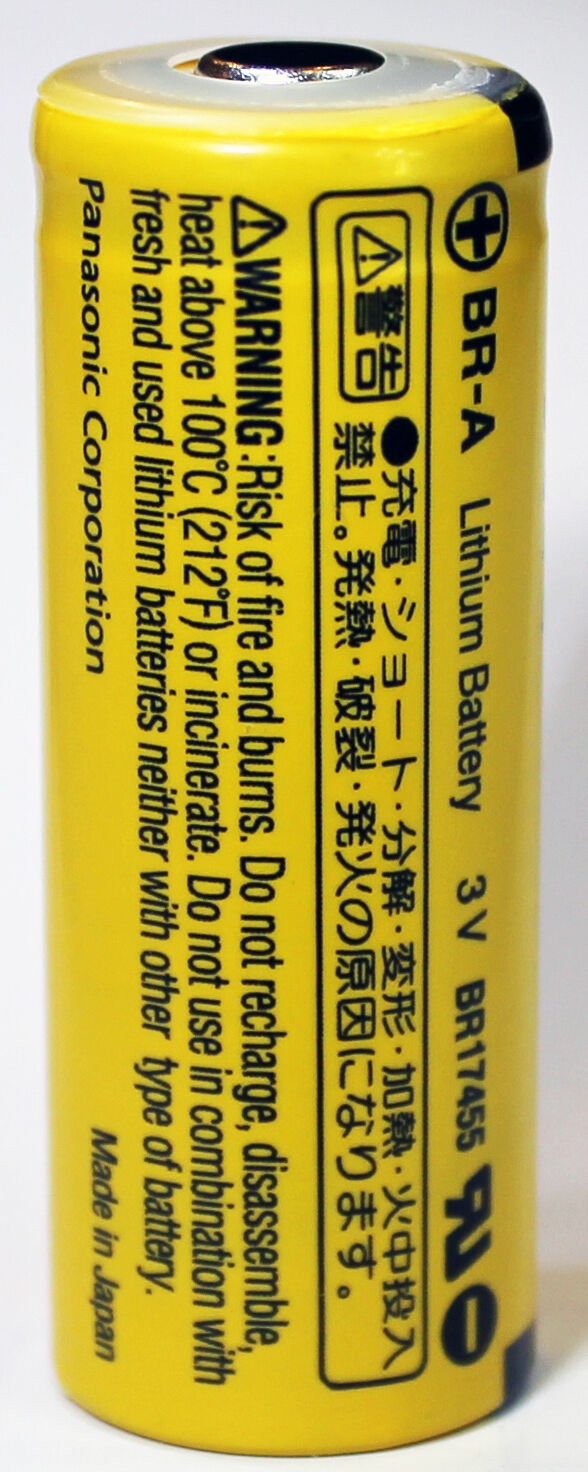 BR-A Lithium Battery 3V BR17455
警告
●充電・ショート・分解・変形・加熱・火中投入
禁止。発熱・破裂・発火の原因になります。
WARNING:Risk of fire and burns. Do not recharge, disassemble,
heat above 100°C (212°F) or incinerate. Do not use in combination with
fresh and used lithium batteries neither with other type of battery.
Panasonic Corporation Made in Japan